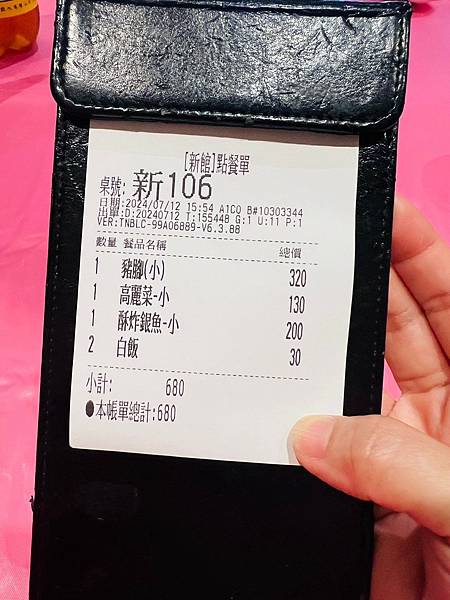 [新館]點餐單
桌號: 新106
日期:2024/07/12 15:54 A1CO B#10303344
出單:D:20240712 T:155448 G:1 U:11 P:1
VER:TNBLC-99A06889-V6.3.88
數量 餐品名稱 總價
1 豬腳(小) 320
1 高麗菜-小 130
1 酥炸銀魚-小 200
2 白飯 30
小計: 680
●本帳單總計:680